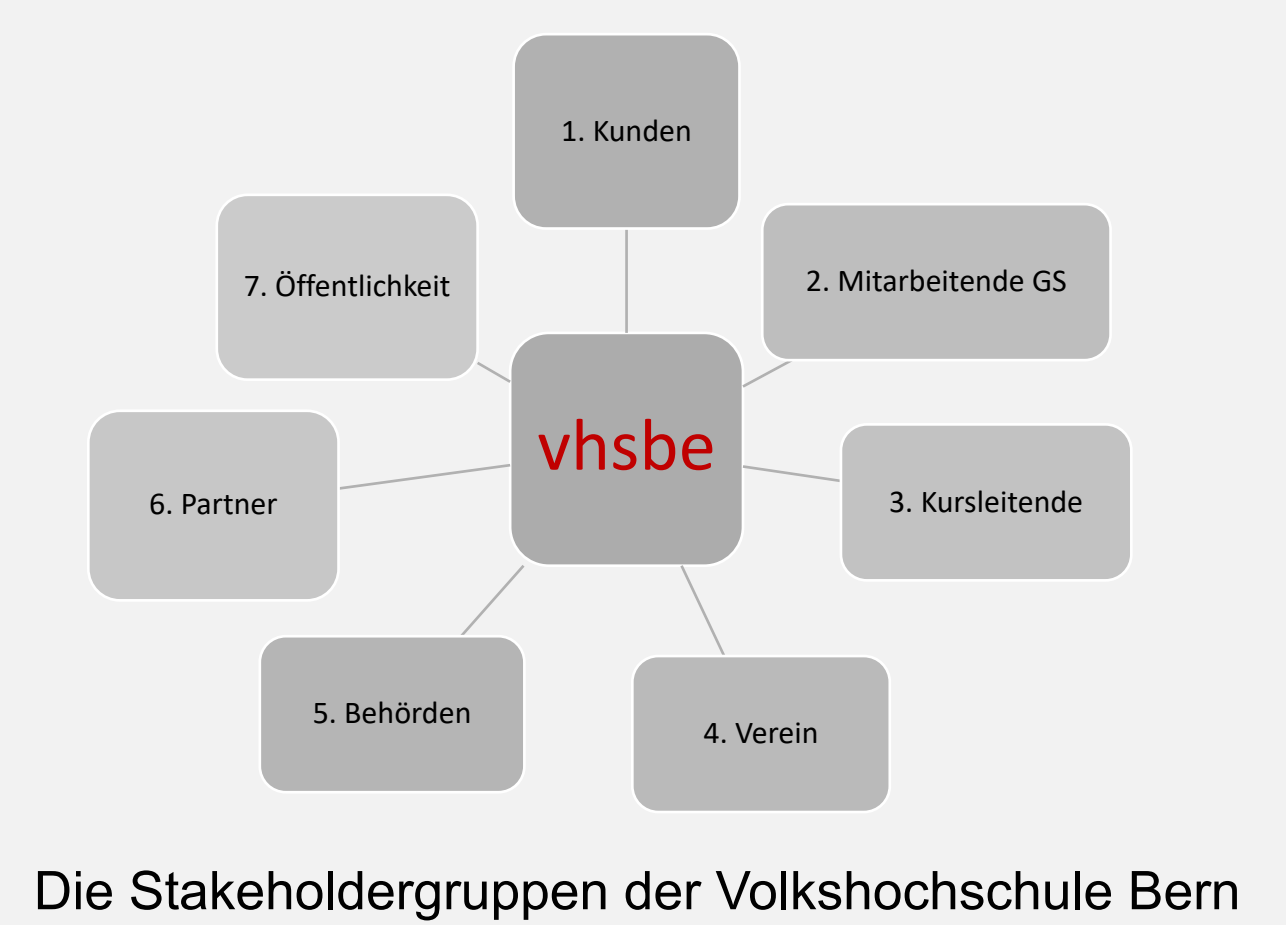 1. Kunden
2. Mitarbeitende GS
3. Kursleitende
4. Verein
5. Behörden
6. Partner
7. Öffentlichkeit
vhsbe
Die Stakeholdergruppen der Volkshochschule Bern